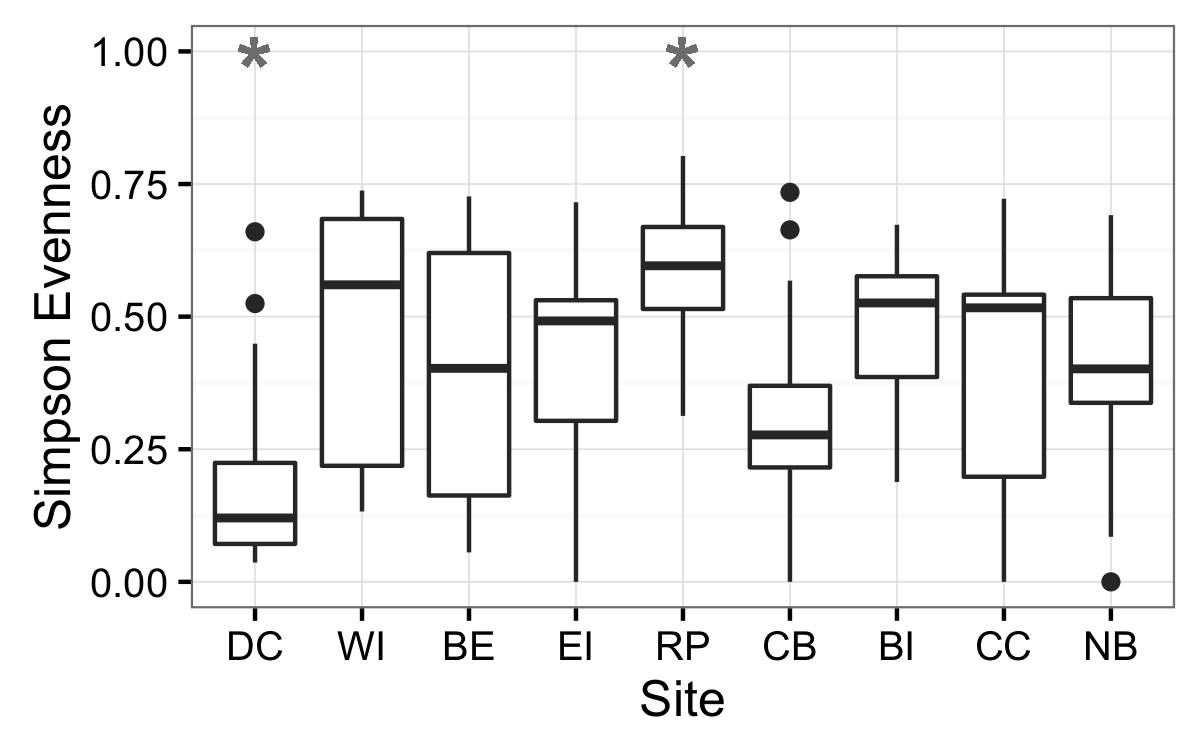 Simpson Evenness
1.00
0.75
0.50
0.25
0.00
* *
DC WI BE EI RP CB BI CC NB
Site